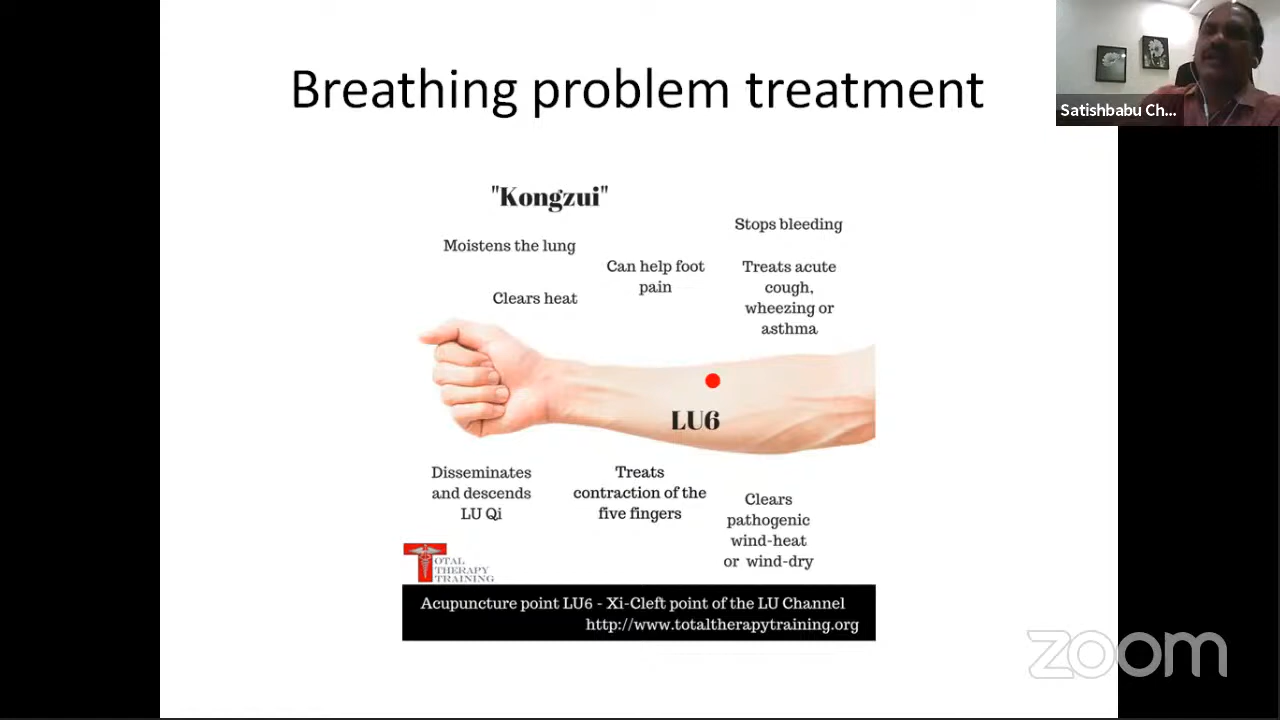 Breathing problem treatment
Satishbabu Ch...
"Kongzui"
Stops bleeding
Moistens the lung
Can help foot
pain
Treats acute
cough,
wheezing or
asthma
Clears heat
LU6
Disseminates
and descends
LU Qi
Treats
contraction of the
five fingers
Clears
pathogenic
wind-heat
or wind-dry
TOTAL
THERAPY
TRAINING
Acupuncture point LU6 - Xi-Cleft point of the LU Channel
http://www.totaltherapytraining.org
zoom